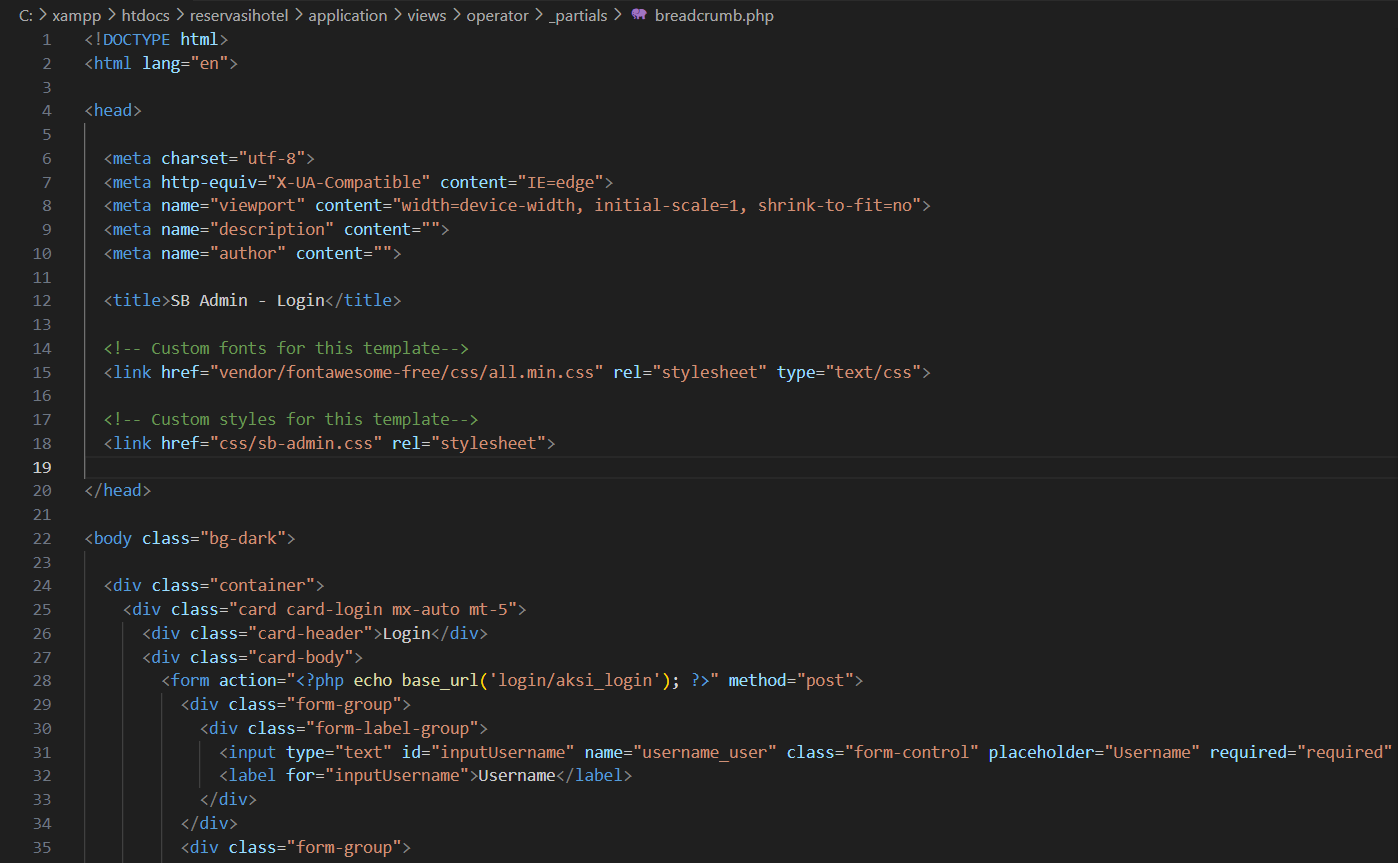 C: > xampp > htdocs > reservasihotel > application > views > operator > _partials > breadcrumb.php
1 <!DOCTYPE html>
2 <html lang="en">
3
4 <head>
5
6 <meta charset="utf-8">
7 <meta http-equiv="X-UA-Compatible" content="IE=edge">
8 <meta name="viewport" content="width=device-width, initial-scale=1, shrink-to-fit=no">
9 <meta name="description" content="">
10 <meta name="author" content="">
11
12 <title>SB Admin - Login</title>
13
14 <!-- Custom fonts for this template-->
15 <link href="vendor/fontawesome-free/css/all.min.css" rel="stylesheet" type="text/css">
16
17 <!-- Custom styles for this template-->
18 <link href="css/sb-admin.css" rel="stylesheet">
19
20 </head>
21
22 <body class="bg-dark">
23
24 <div class="container">
25 <div class="card card-login mx-auto mt-5">
26 <div class="card-header">Login</div>
27 <div class="card-body">
28 <form action="<?php echo base_url('login/aksi_login'); ?>" method="post">
29 <div class="form-group">
30 <div class="form-label-group">
31 <input type="text" id="inputUsername" name="username_user" class="form-control" placeholder="Username" required="required"
32 <label for="inputUsername">Username</label>
33 </div>
34 </div>
35 <div class="form-group">